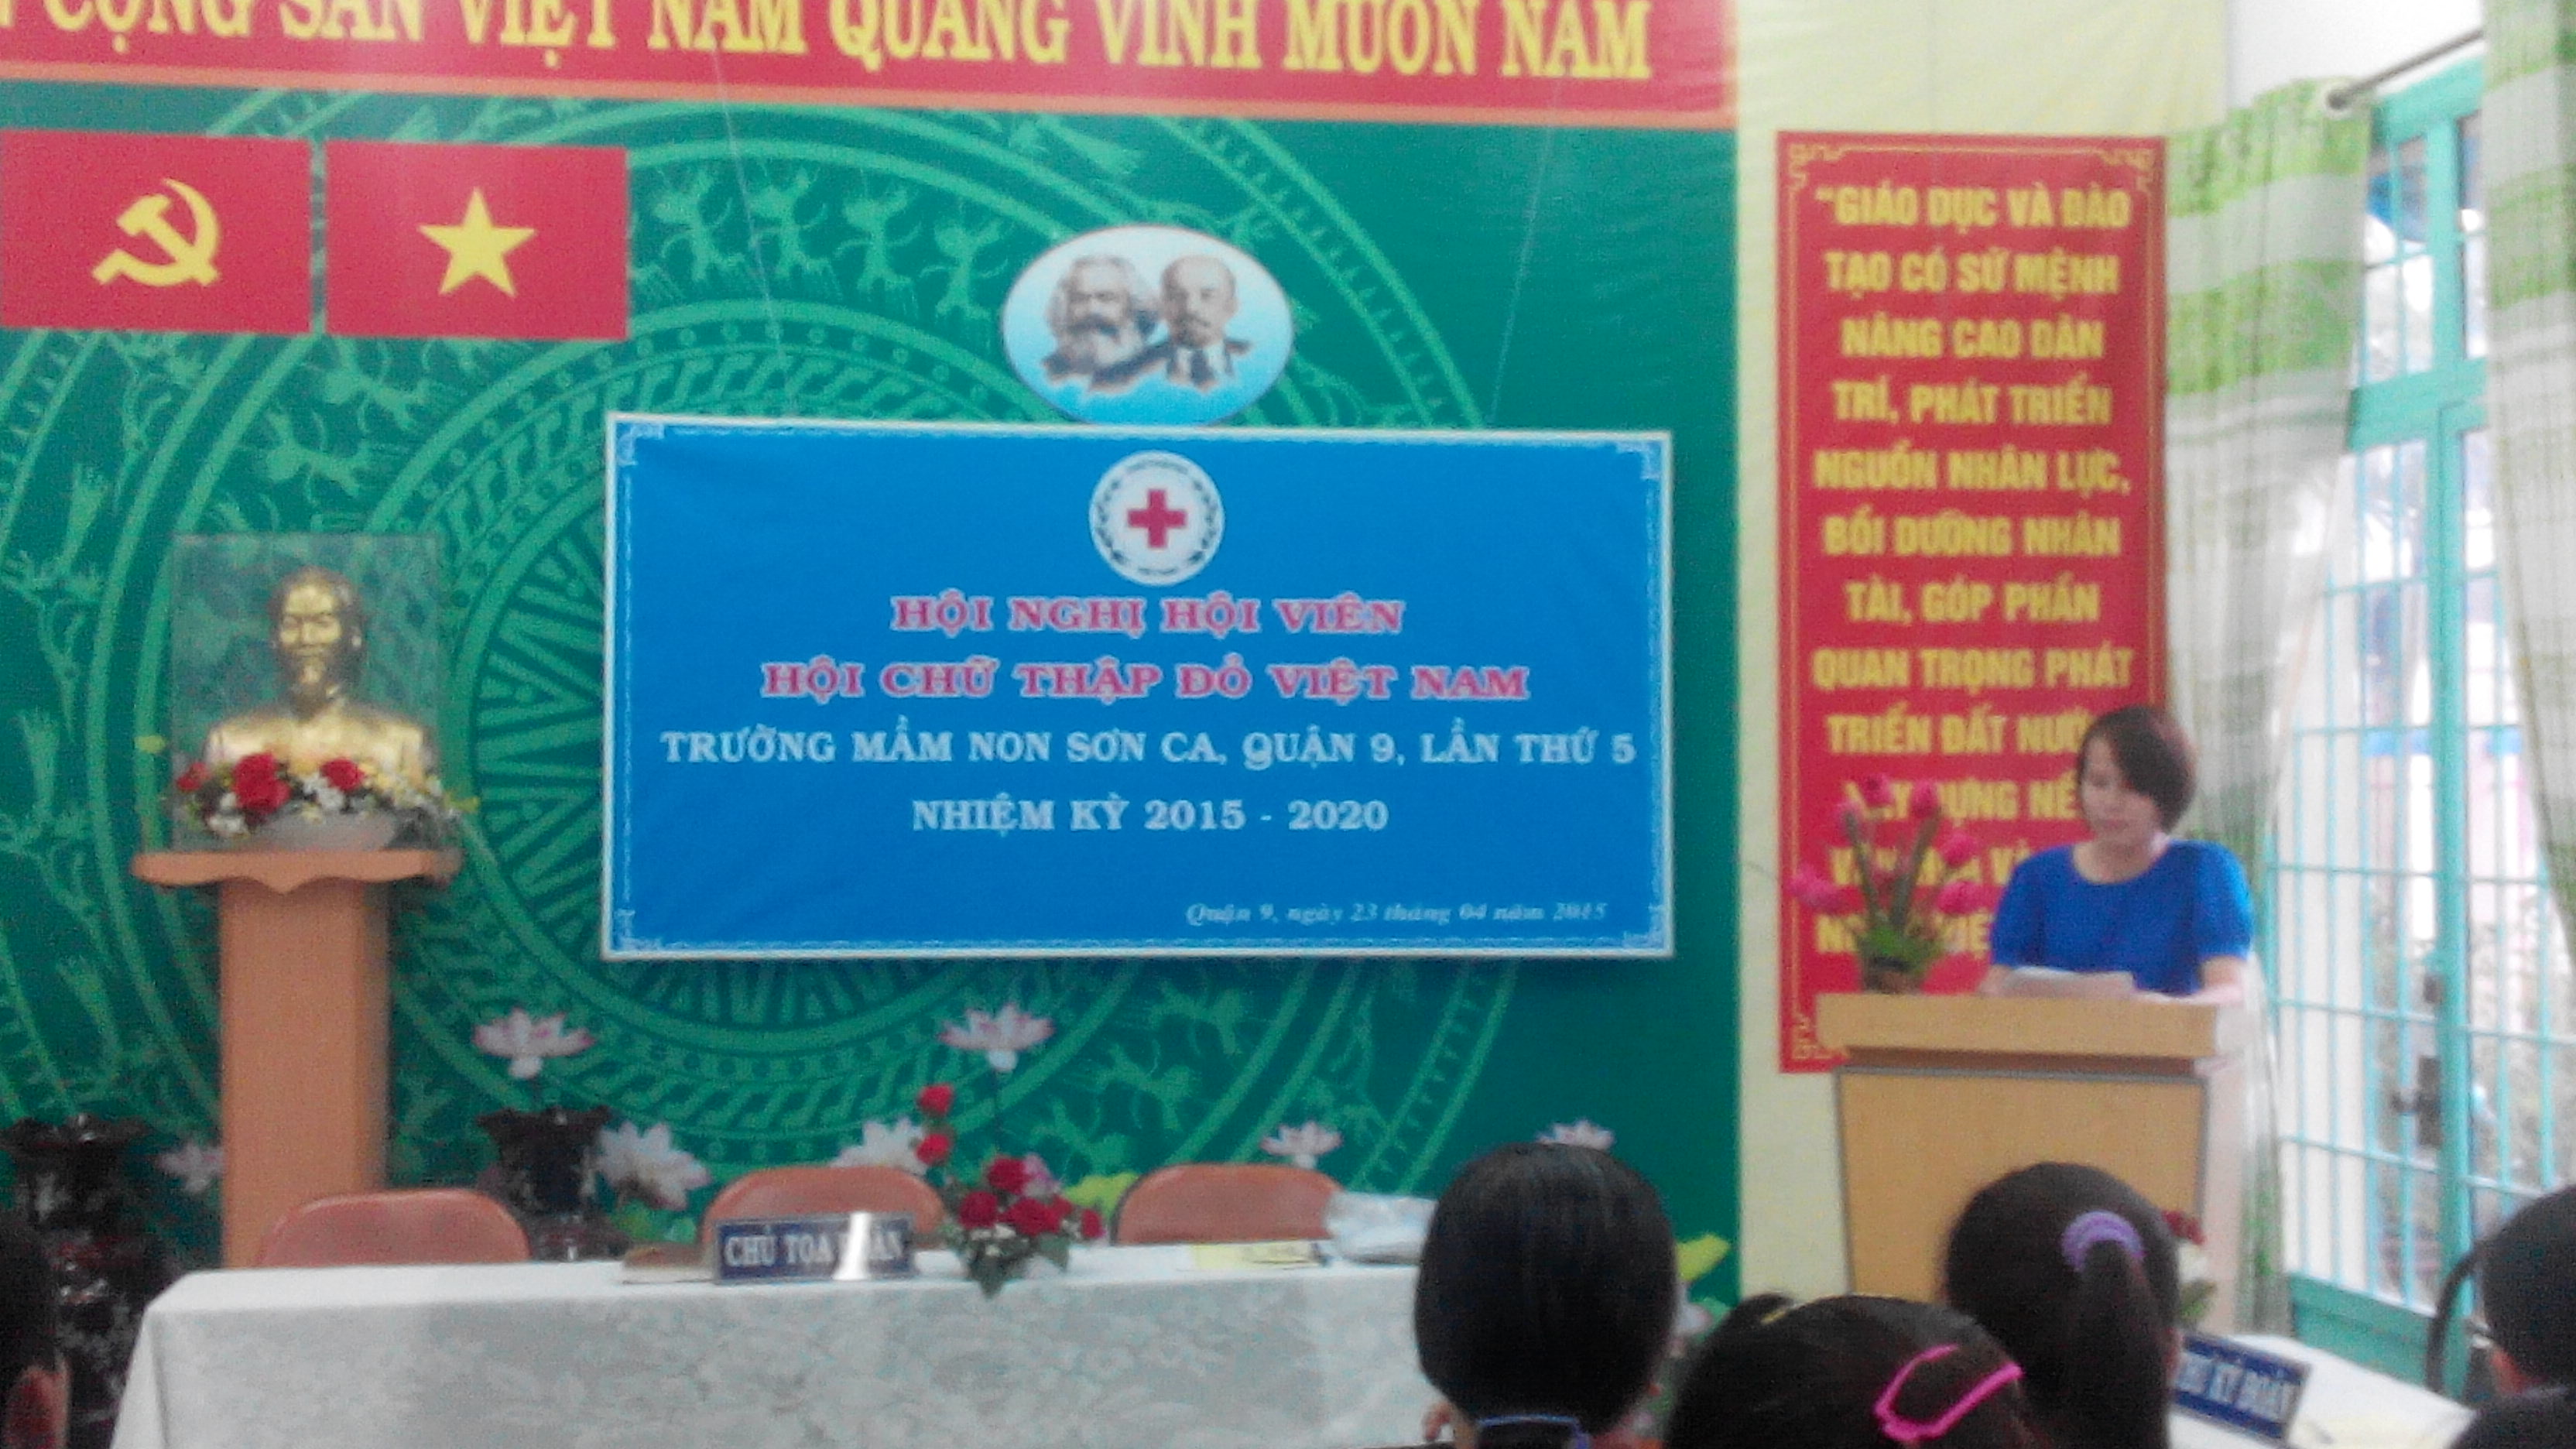 CỘNG SẢN VIỆT NAM QUANG VINH MUÔN NĂM
HỘI NGHỊ HỘI VIÊN
HỘI CHỮ THẬP ĐỎ VIỆT NAM
TRƯỜNG MẦM NON SƠN CA, QUẬN 9, LẦN THỨ 5
NHIỆM KỲ 2015 - 2020
Quận 9, ngày 23 tháng 04 năm 2015
"GIÁO DỤC VÀ ĐÀO
TẠO CÓ SỨ MỆNH
NÂNG CAO DÂN
TRÍ, PHÁT TRIỂN
NGUỒN NHÂN LỰC,
BỒI DƯỠNG NHÂN
TÀI, GÓP PHẦN
QUAN TRỌNG PHÁT
TRIỂN ĐẤT
CHỦ TỌA
KÝ ĐOÀN